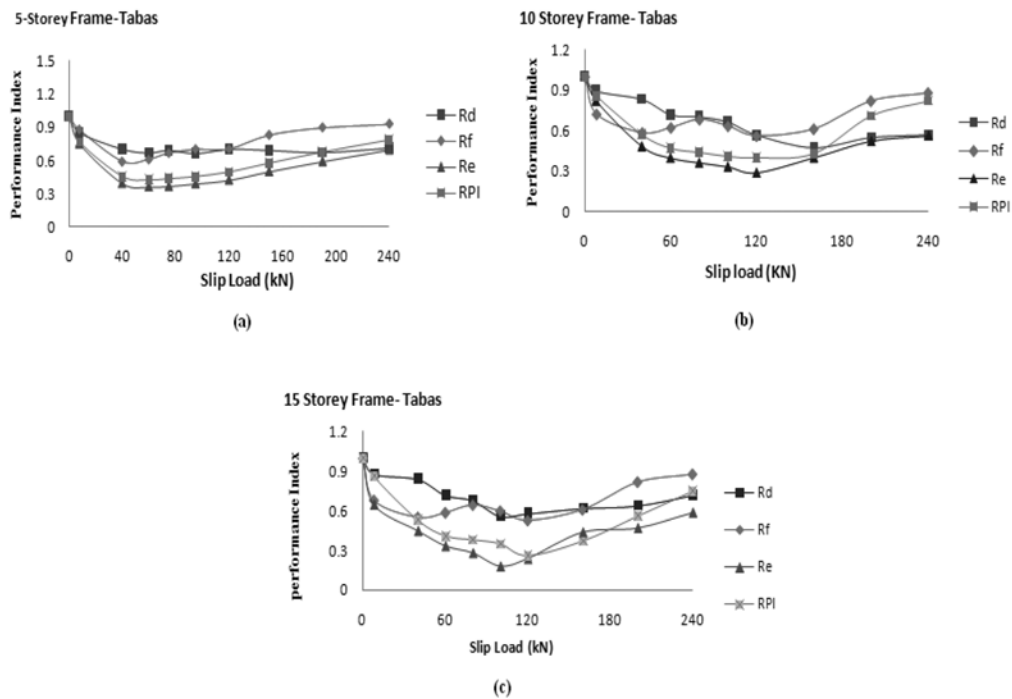 5-Storey Frame-Tabas
Performance Index
1.5
1.2
0.9
0.6
0.3
0
0 40 80 120 160 200 240
Slip Load (kN)
Rd
Rf
Re
RPI
(a)
10 Storey Frame- Tabas
Performance Index
1.2
0.9
0.6
0.3
0
0 60 120 180 240
Slip load (KN)
Rd
Rf
Re
RPI
(b)
15 Storey Frame- Tabas
performance Index
1.2
0.9
0.6
0.3
0
0 60 120 180 240
Slip Load (kN)
Rd
Rf
Re
RPI
(c)